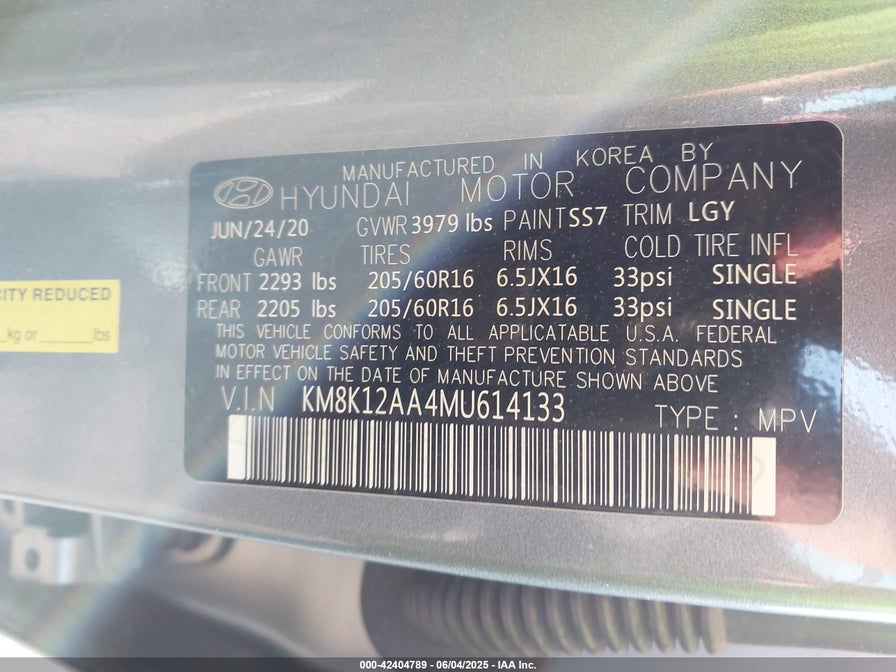 MANUFACTURED IN KOREA BY
HYUNDAI MOTOR COMPANY
JUN/24/20 GVWR 3979 lbs PAINT SS7 TRIM LGY
GAWR TIRES RIMS COLD TIRE INFL
FRONT 2293 lbs 205/60R16 6.5JX16 33psi SINGLE
REAR 2205 lbs 205/60R16 6.5JX16 33psi SINGLE
THIS VEHICLE CONFORMS TO ALL APPLICATABLE U.S.A. FEDERAL
MOTOR VEHICLE SAFETY AND THEFT PREVENTION STANDARDS
IN EFFECT ON THE DATE OF MANUFACTURE SHOWN ABOVE
V.I.N KM8K12AA4MU614133 TYPE : MPV
CITY REDUCED
kg or ______lbs
000-42404789 - 06/04/2025 - IAA Inc.